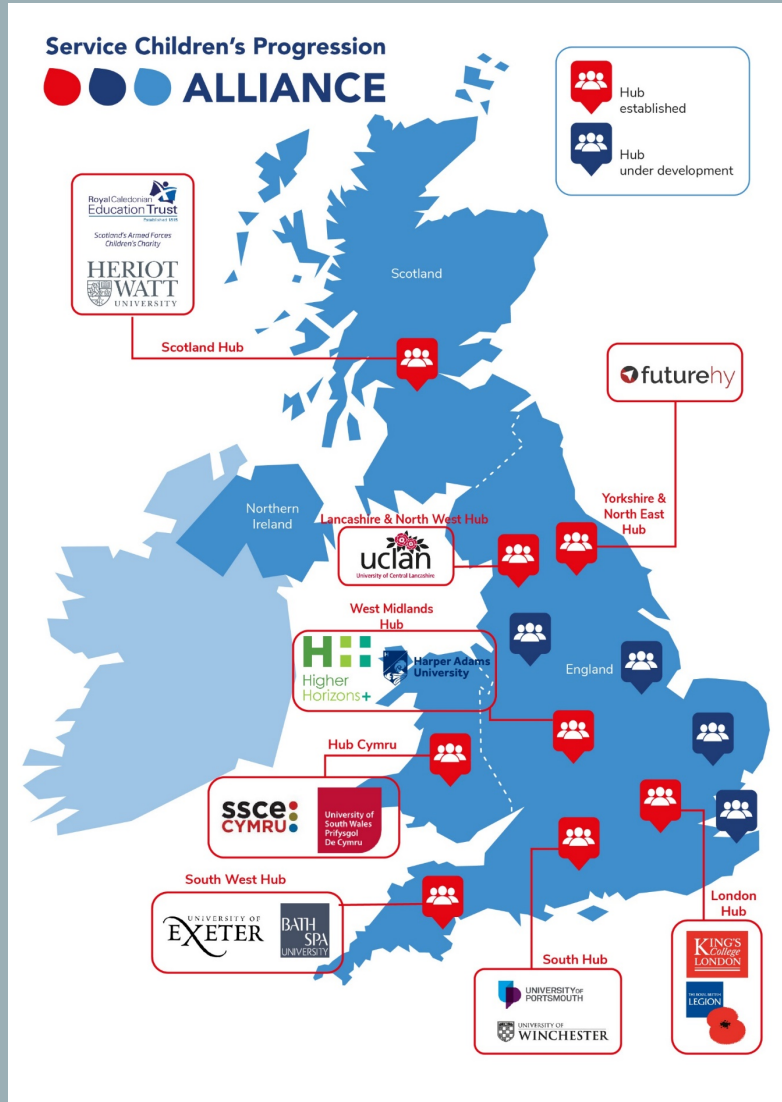 Service Children's Progression
ALLIANCE
Hub
established
Hub
under development
Royal Caledonian
Education Trust
Scotland's Armed Forces
Children's Charity
HERIOT
WATT
UNIVERSITY
Scotland
Scotland Hub
futurehy
Yorkshire &
North East
Hub
Northern
Ireland
Lancashire & North West Hub
uclan
University of Central Lancashire
West Midlands
Hub
H
Higher
Horizons+
Harper Adams
University
England
Hub Cymru
ssce
CYMRU
University of
South Wales
Prifysgol
De Cymru
South West Hub
UNIVERSITY OF
EXETER
BATH
SPA
UNIVERSITY
South Hub
UNIVERSITY OF
PORTSMOUTH
UNIVERSITY OF
WINCHESTER
London
Hub
KING'S
College
LONDON
THE ROYAL BRITISH
LEGION